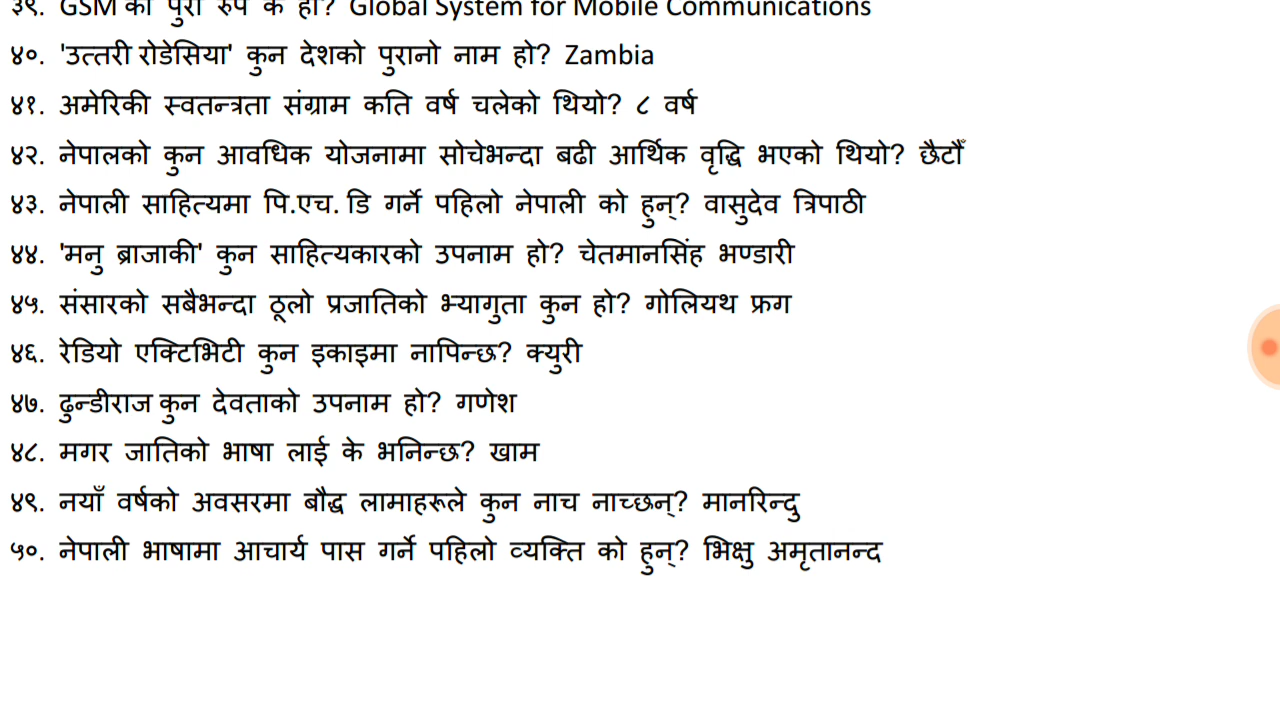 ३९. GSM को पुरा रुप के हो? Global System for Mobile Communications
४०. 'उत्तरी रोडेसिया' कुन देशको पुरानो नाम हो? Zambia
४१. अमेरिकी स्वतन्त्रता संग्राम कति वर्ष चलेको थियो? ८ वर्ष
४२. नेपालको कुन आवधिक योजनामा सोचेभन्दा बढी आर्थिक वृद्धि भएको थियो? छैटौँ
४३. नेपाली साहित्यमा पि.एच. डि गर्ने पहिलो नेपाली को हुन्? वासुदेव त्रिपाठी
४४. 'मनु ब्राजाकी' कुन साहित्यकारको उपनाम हो? चेतमानसिंह भण्डारी
४५. संसारको सबैभन्दा ठूलो प्रजातिको भ्यागुता कुन हो? गोलियथ फ्रग
४६. रेडियो एक्टिभिटी कुन इकाइमा नापिन्छ? क्युरी
४७. ढुन्डीराज कुन देवताको उपनाम हो? गणेश
४८. मगर जातिको भाषा लाई के भनिन्छ? खाम
४९. नयाँ वर्षको अवसरमा बौद्ध लामाहरूले कुन नाच नाच्छन्? मानरिन्दु
५०. नेपाली भाषामा आचार्य पास गर्ने पहिलो व्यक्ति को हुन्? भिक्षु अमृतानन्द